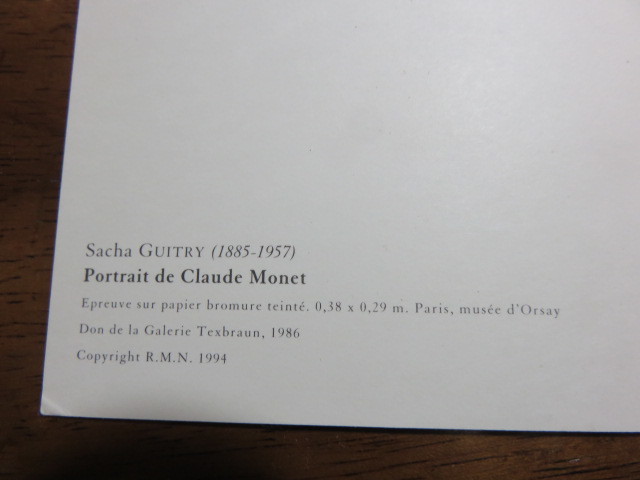 Sacha GUITRY (1885-1957)
Portrait de Claude Monet
Epreuve sur papier bromure teinté. 0,38 x 0,29 m. Paris, musée d'Orsay
Don de la Galerie Texbraun, 1986
Copyright R.M.N. 1994